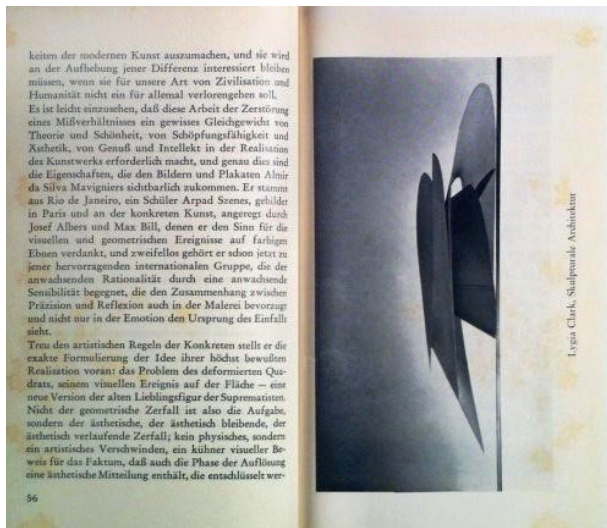 keiten der modernen Kunst auszumachen, und sie wird
an der Aufhebung jener Differenz interessiert bleiben
müssen, wenn sie für unsere Art von Zivilisation und
Humanität nicht ein für allemal verlorengehen soll.
Es ist leicht einzusehen, daß diese Arbeit der Zerstörung
eines Mißverhältnisses ein gewisses Gleichgewicht von
Theorie und Schönheit, von Schöpfungsfähigkeit und
Ästhetik, von Genuß und Intellekt in der Realisation
des Kunstwerks erforderlich macht, und genau dies sind
die Eigenschaften, die den Bildern und Plakaten Almir
da Silva Mavigniers sichtbarlich zukommen. Er stammt
aus Rio de Janeiro, ein Schüler Arpad Szenes, gebildet
in Paris und an der konkreten Kunst, angeregt durch
Josef Albers und Max Bill, denen er den Sinn für die
visuellen und geometrischen Ereignisse auf farbigen
Ebnen verdankt, und zweifellos gehört er schon jetzt zu
jener hervorragenden internationalen Gruppe, die der
anwachsenden Rationalität durch eine anwachsende
Sensibilität begegnet, die den Zusammenhang zwischen
Präzision und Reflexion auch in der Malerei bevorzugt
und nicht nur in der Emotion den Ursprung des Einfalls
sieht.
Treu den artistischen Regeln der Konkreten stellt er die
exakte Formulierung der Idee ihrer höchst bewußten
Realisation voran: das Problem des deformierten Qua-
drats, seinem visuellen Ereignis auf der Fläche – eine
neue Version der alten Lieblingsfigur der Suprematisten.
Nicht der geometrische Zerfall ist also die Aufgabe,
sondern der ästhetische, der ästhetisch bleibende, der
ästhetisch verlaufende Zerfall; kein physisches, sondern
ein artistisches Verschwinden, ein kühner visueller Be-
weis für das Faktum, daß auch die Phase der Auflösung
eine ästhetische Mitteilung enthält, die entschlüsselt wer-
56
Lygia Clark, Skulpturale Architektur